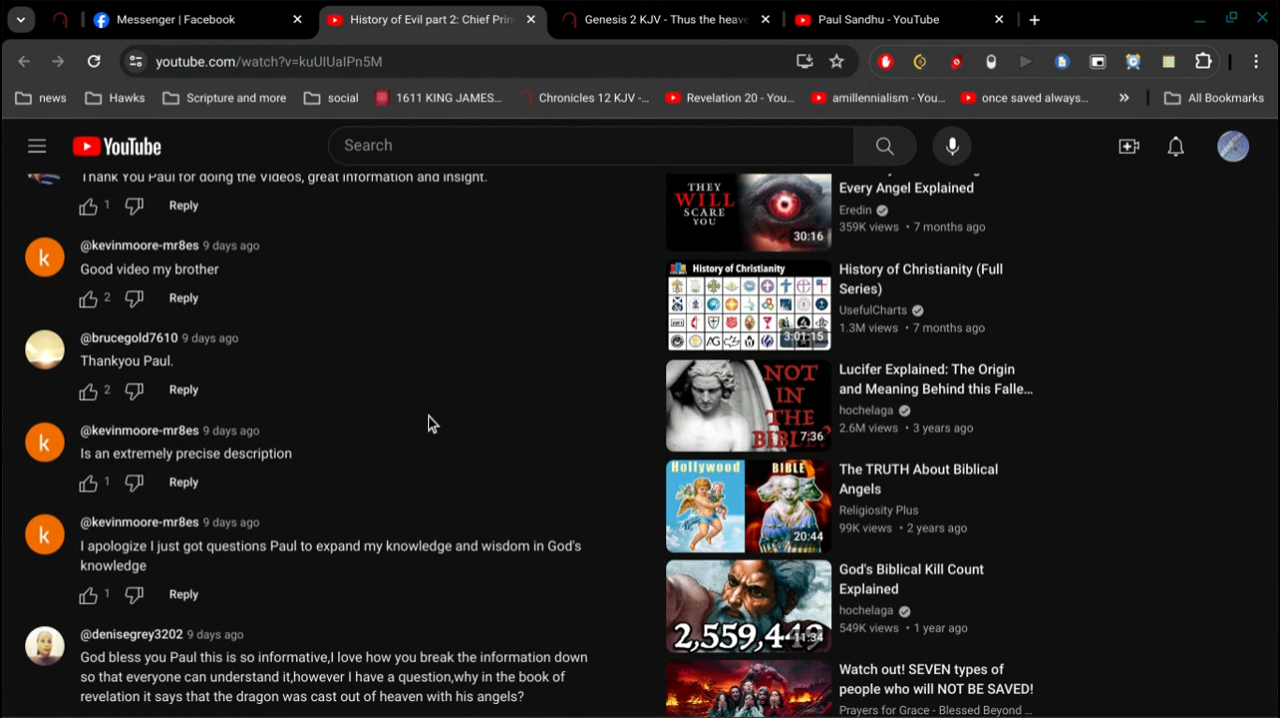 Messenger | Facebook
History of Evil part 2: Chief Prin
Genesis 2 KJV - Thus the heave
Paul Sandhu - YouTube
youtube.com/watch?v=kuUIUaIPn5M
news
Hawks
Scripture and more
social
1611 KING JAMES...
Chronicles 12 KJV -...
Revelation 20 - You...
amillennialism - You...
once saved always...
All Bookmarks
YouTube
Search
Thank You Paul for doing the Videos, great information and insight.
1
Reply
@kevinmoore-mr8es 9 days ago
Good video my brother
2
Reply
@brucegold7610 9 days ago
Thankyou Paul.
2
Reply
@kevinmoore-mr8es 9 days ago
Is an extremely precise description
1
Reply
@kevinmoore-mr8es 9 days ago
I apologize I just got questions Paul to expand my knowledge and wisdom in God's
knowledge
1
Reply
@denisegrey3202 9 days ago
God bless you Paul this is so informative,I love how you break the information down
so that everyone can understand it,however I have a question,why in the book of
revelation it says that the dragon was cast out of heaven with his angels?
THEY
WILL
SCARE
YOU
30:16
Every Angel Explained
Eredin
359K views • 7 months ago
History of Christianity
3:01:15
History of Christianity (Full
Series)
UsefulCharts
1.3M views • 7 months ago
NOT
IN
THE
BIBLE?
7:36
Lucifer Explained: The Origin
and Meaning Behind this Falle...
hochelaga
2.6M views • 3 years ago
Hollywood
BIBLE
20:44
The TRUTH About Biblical
Angels
Religiosity Plus
99K views • 2 years ago
11:34
God's Biblical Kill Count
Explained
hochelaga
549K views • 1 year ago
Watch out! SEVEN types of
people who will NOT BE SAVED!
Prayers for Grace - Blessed Beyond ...